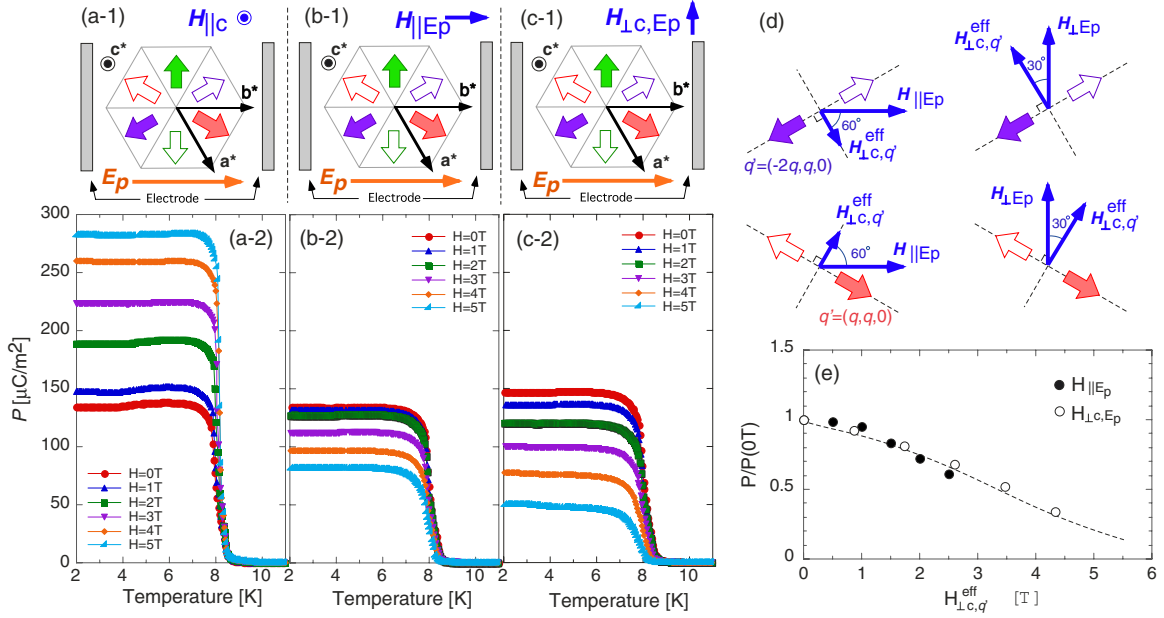 (a-1)
H||c
c*
b*
a*
Ep
Electrode
(b-1)
H||Ep
c*
b*
a*
Ep
Electrode
(c-1)
H⊥c,Ep
c*
b*
a*
Ep
Electrode
P [μC/m2]
300
250
200
150
100
50
0
(a-2)
H=0T
H=1T
H=2T
H=3T
H=4T
H=5T
2 4 6 8 10
Temperature [K]
(b-2)
H=0T
H=1T
H=2T
H=3T
H=4T
H=5T
2 4 6 8 10
Temperature [K]
(c-2)
H=0T
H=1T
H=2T
H=3T
H=4T
H=5T
2 4 6 8 10
Temperature [K]
(d)
H||Ep
60°
H⊥c,q'eff
q'=(-2q,q,0)
H⊥c,q'eff
H⊥Ep
30°
H⊥c,q'eff
60°
H||Ep
q'=(q,q,0)
H⊥Ep
H⊥c,q'eff
30°
(e)
H||Ep
H⊥c,Ep
P/P(0T)
1.5
1
0.5
0
0 1 2 3 4 5 6
H⊥c,q'eff [T]